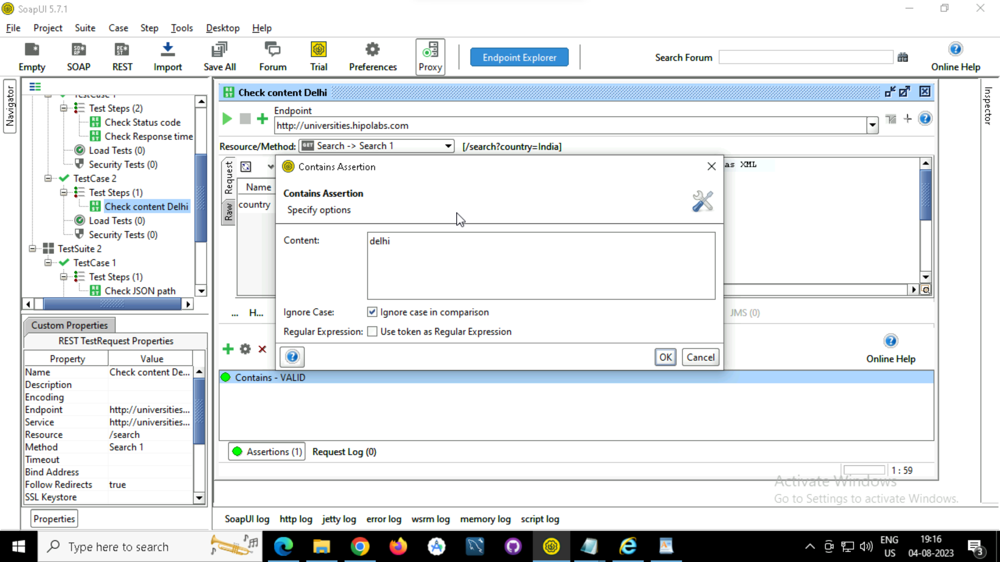 SoapUI 5.7.1
File Project Suite Case Step Tools Desktop Help
Empty SOAP REST Import Save All Forum Trial Preferences Proxy
Endpoint Explorer
Search Forum
Online Help
Navigator
Inspector
TestCase 1
Test Steps (2)
Check Status code
Check Response time
Load Tests (0)
Security Tests (0)
TestCase 2
Test Steps (1)
Check content Delhi
Load Tests (0)
Security Tests (0)
TestSuite 2
TestCase 1
Test Steps (1)
Check JSON path
Custom Properties
REST TestRequest Properties
Property Value
Name Check content De...
Description
Encoding
Endpoint http://universities...
Service http://universities...
Resource /search
Method Search 1
Timeout
Bind Address
Follow Redirects true
SSL Keystore
Properties
Check content Delhi
Endpoint
http://universities.hipolabs.com
Resource/Method: GET Search -> Search 1 [/search?country=India]
Request
Raw
Name
country
as XML
Contains Assertion
Contains Assertion
Specify options
Content: delhi
Ignore Case: Ignore case in comparison
Regular Expression: Use token as Regular Expression
OK Cancel
... H... JMS (0)
Online Help
Contains - VALID
Assertions (1) Request Log (0)
1 : 59
Activate Windows
Go to Settings to activate Windows.
SoapUI log http log jetty log error log wsrm log memory log script log
Type here to search
ENG
US
19:16
04-08-2023
3